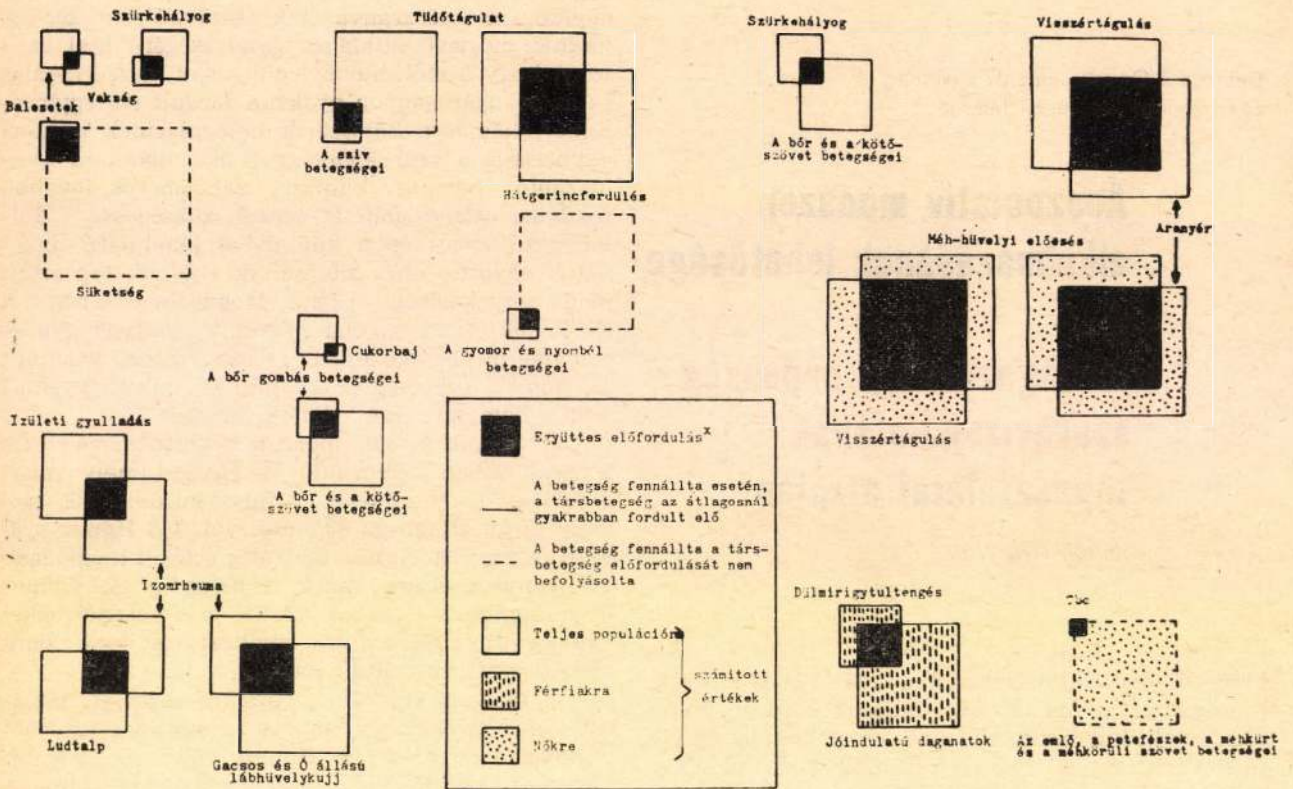 Szürkehályog
Tüdőtágulat
Szürkehályog
Visszértágulás
Vakság
Balesetek
A szív
betegségei
A bőr és a kötő-
szövet betegségei
Hátgerincferdülés
Aranyér
Méh-hüvelyi előesés
Süketség
Cukorbaj
A gyomor és nyombél
betegségei
A bőr gombás betegségei
Izületi gyulladás
Visszértágulás
Együttes előfordulás x
A bőr és a kötő-
szövet betegségei
A betegség fennállta esetén,
a társbetegség az átlagosnál
gyakrabban fordult elő
A betegség fennállta a társ-
betegség előfordulását nem
befolyásolta
Izomrheuma
Dülmirigytultengés
Tbc
Teljes populációra
számított
értékek
Férfiakra
Nőkre
Ludtalp
Gacsos és O állású
lábhüvelykujj
Jóindulatú daganatok
Az emlő, a petefészek, a méhkürt
és a méhkörüli szövet betegségei